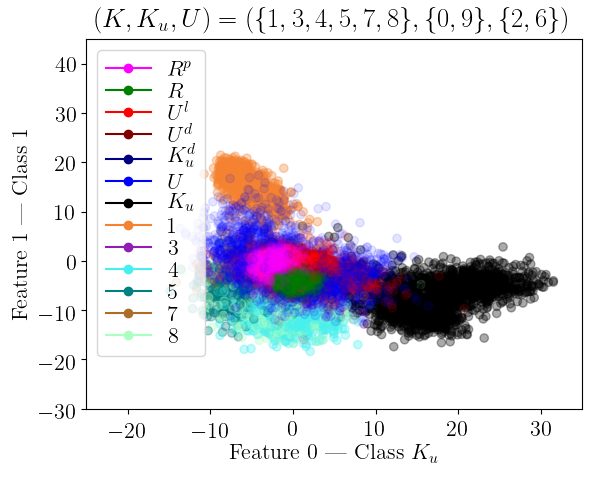 (K, K_u, U) = ({1, 3, 4, 5, 7, 8}, {0, 9}, {2, 6})
Feature 1 — Class 1
40
30
20
10
0
−10
−20
−30
R^p
R
U^l
U^d
K_u^d
U
K_u
1
3
4
5
7
8
−20
−10
0
10
20
30
Feature 0 — Class K_u